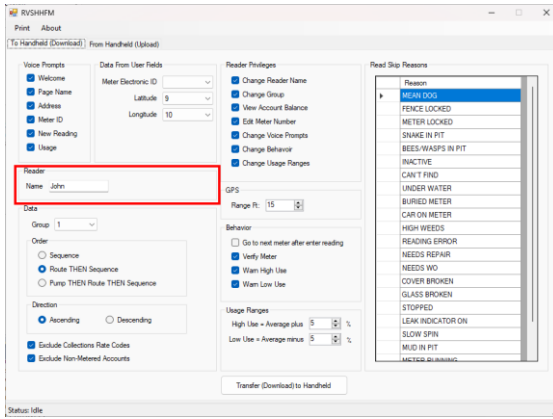 RVSHHFM
Print About
To Handheld (Download) From Handheld (Upload)
Voice Prompts
Welcome
Page Name
Address
Meter ID
New Reading
Usage
Data From User Fields
Meter Electronic ID
Latitude 9
Longitude 10
Reader
Name John
Data
Group 1
Order
Sequence
Route THEN Sequence
Pump THEN Route THEN Sequence
Direction
Ascending Descending
Exclude Collections Rate Codes
Exclude Non-Metered Accounts
Reader Privileges
Change Reader Name
Change Group
View Account Balance
Edit Meter Number
Change Voice Prompts
Change Behavoir
Change Usage Ranges
GPS
Range Ft: 15
Behavior
Go to next meter after enter reading
Verify Meter
Warn High Use
Warn Low Use
Usage Ranges
High Use = Average plus 5 %
Low Use = Average minus 5 %
Transfer (Download) to Handheld
Read Skip Reasons
Reason
MEAN DOG
FENCE LOCKED
METER LOCKED
SNAKE IN PIT
BEES/WASPS IN PIT
INACTIVE
CAN'T FIND
UNDER WATER
BURIED METER
CAR ON METER
HIGH WEEDS
READING ERROR
NEEDS REPAIR
NEEDS WO
COVER BROKEN
GLASS BROKEN
STOPPED
LEAK INDICATOR ON
SLOW SPIN
MUD IN PIT
METER RUNNING
Status: Idle